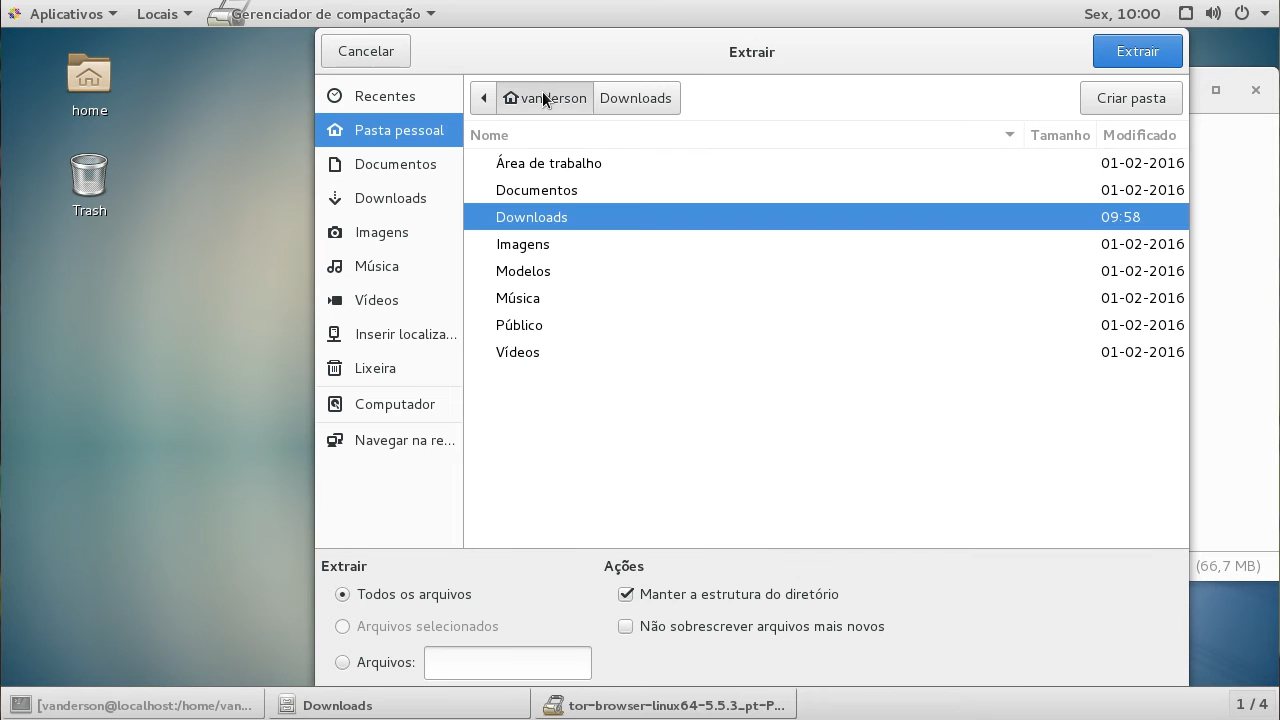 Aplicativos Locais Gerenciador de compactação Sex, 10:00
home
Trash
Cancelar Extrair Extrair
Recentes
Pasta pessoal
Documentos
Downloads
Imagens
Música
Vídeos
Inserir localiza...
Lixeira
Computador
Navegar na re...
vanderson Downloads Criar pasta
Nome Tamanho Modificado
Área de trabalho 01-02-2016
Documentos 01-02-2016
Downloads 09:58
Imagens 01-02-2016
Modelos 01-02-2016
Música 01-02-2016
Público 01-02-2016
Vídeos 01-02-2016
(66,7 MB)
Extrair Ações
Todos os arquivos Manter a estrutura do diretório
Arquivos selecionados Não sobrescrever arquivos mais novos
Arquivos:
[vanderson@localhost:/home/van... Downloads tor-browser-linux64-5.5.3_pt-P... 1 / 4